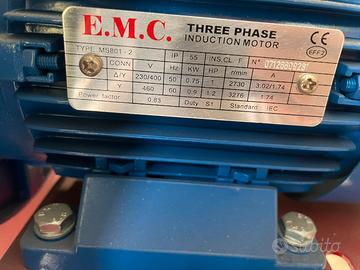 E.M.C. THREE PHASE
INDUCTION MOTOR
CE
EFF2
TYPE MS801-2 IP 55 INS.CL. F N°
CONN V Hz KW HP r/min A
Δ/Y 230/400 50 0.75 1 2730 3.02/1.74
Y 460 60 0.9 1.2 3276 1.74
Power factor 0.83 Duty S1 Standard IEC
subito